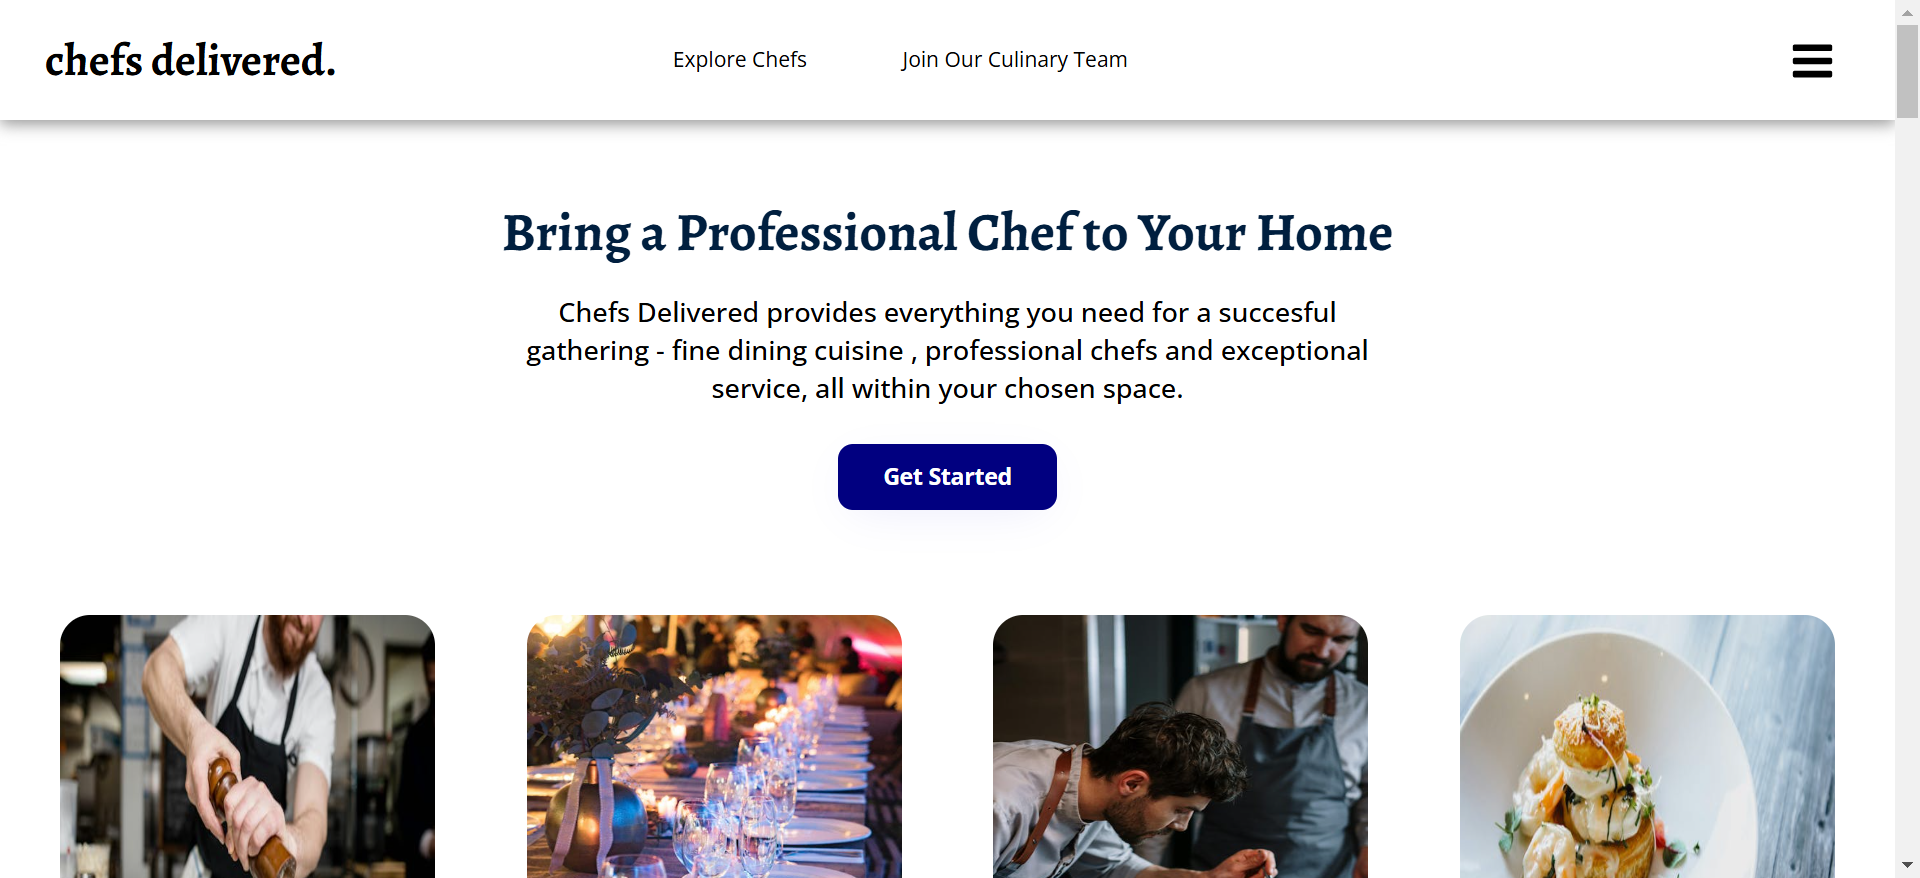 chefs delivered.
Explore Chefs
Join Our Culinary Team
Bring a Professional Chef to Your Home
Chefs Delivered provides everything you need for a succesful
gathering - fine dining cuisine , professional chefs and exceptional
service, all within your chosen space.
Get Started